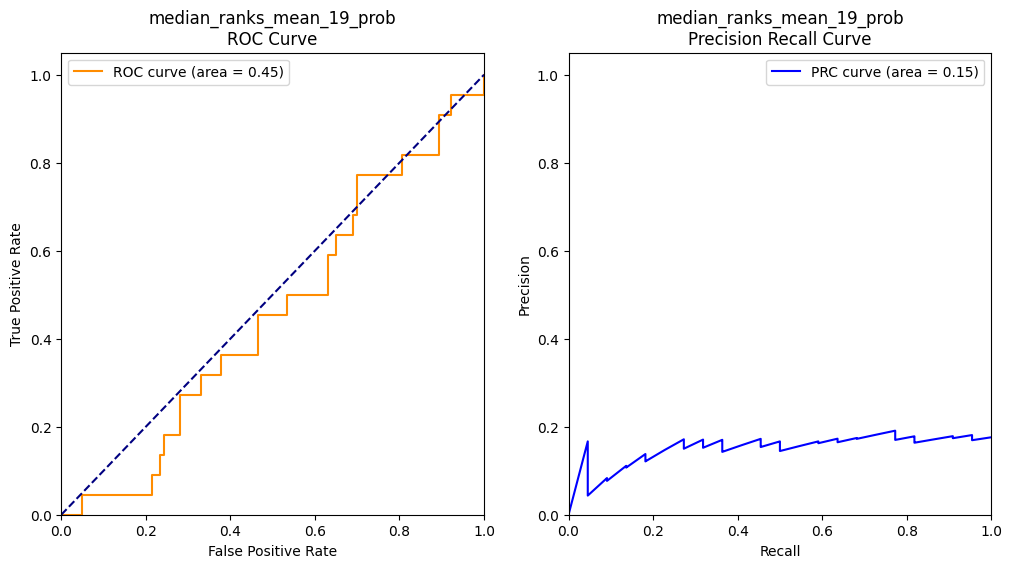 median_ranks_mean_19_prob
ROC Curve
ROC curve (area = 0.45)
1.0
0.8
0.6
0.4
0.2
0.0
True Positive Rate
0.0 0.2 0.4 0.6 0.8 1.0
False Positive Rate
median_ranks_mean_19_prob
Precision Recall Curve
PRC curve (area = 0.15)
1.0
0.8
0.6
0.4
0.2
0.0
Precision
0.0 0.2 0.4 0.6 0.8 1.0
Recall